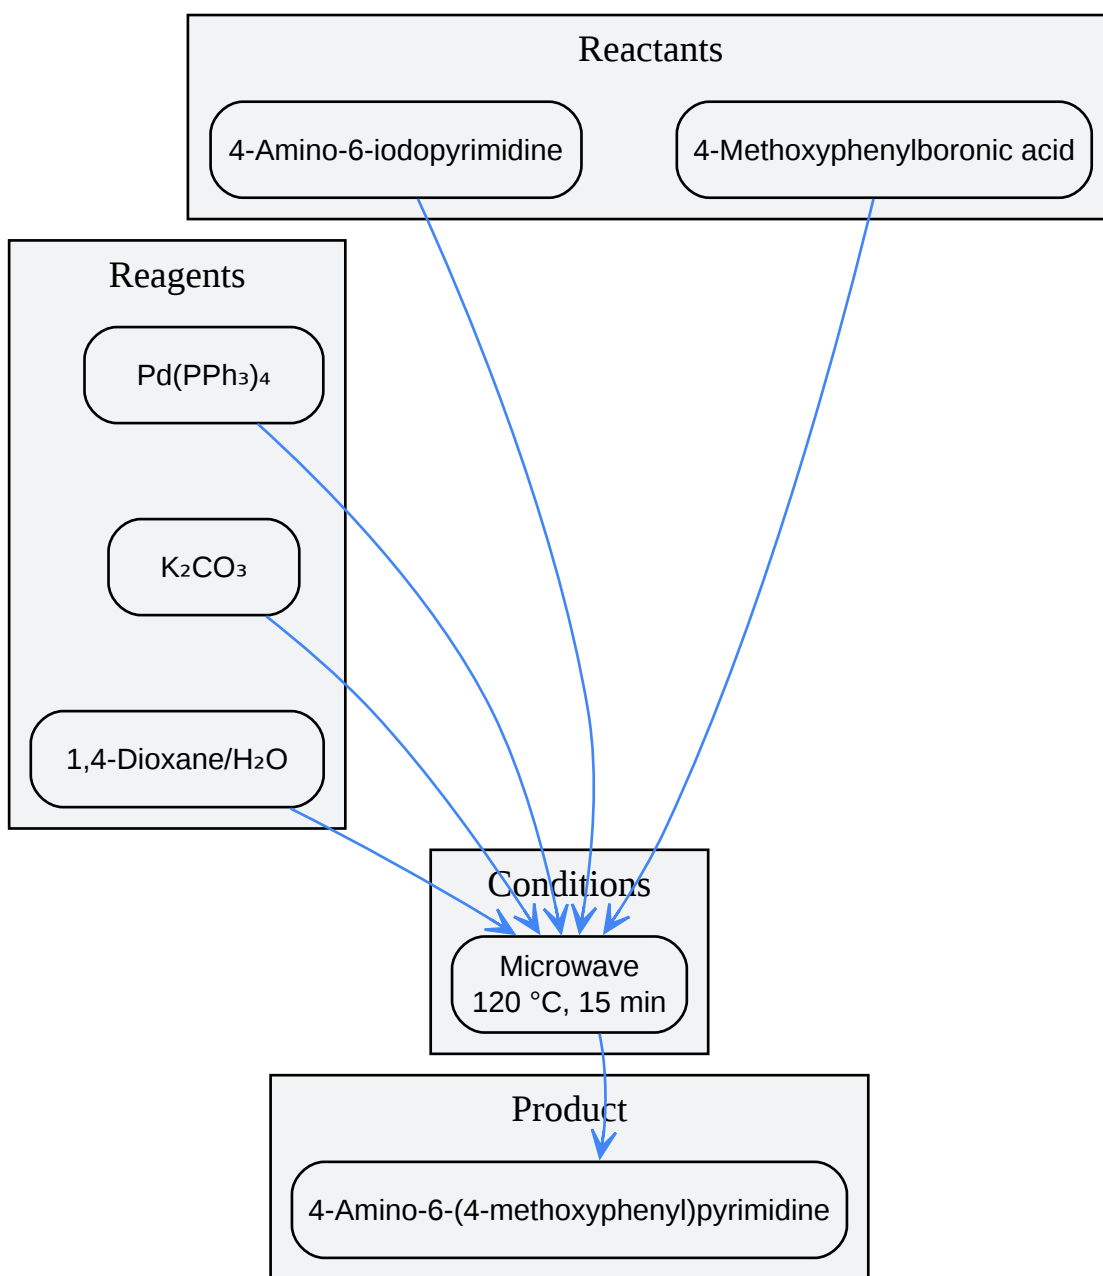 Reactants
4-Amino-6-iodopyrimidine
4-Methoxyphenylboronic acid
Reagents
Pd(PPh₃)₄
K₂CO₃
1,4-Dioxane/H₂O
Conditions
Microwave
120 °C, 15 min
Product
4-Amino-6-(4-methoxyphenyl)pyrimidine